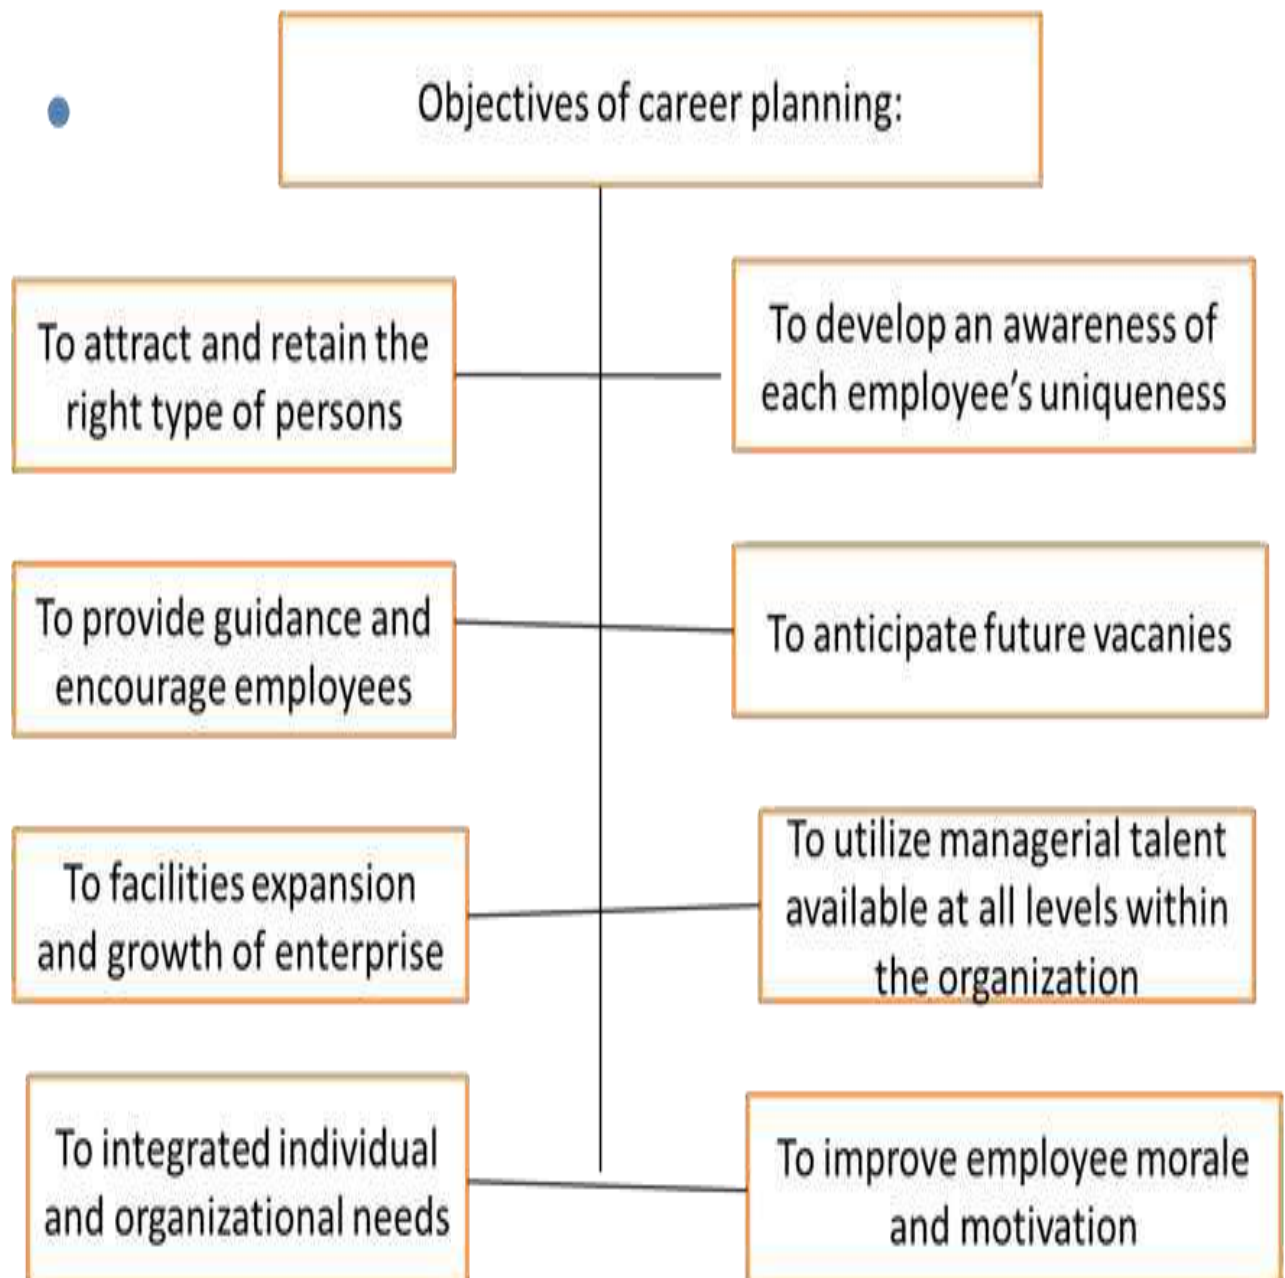 Objectives of career planning:
To attract and retain the
right type of persons
To develop an awareness of
each employee's uniqueness
To provide guidance and
encourage employees
To anticipate future vacanies
To facilities expansion
and growth of enterprise
To utilize managerial talent
available at all levels within
the organization
To integrated individual
and organizational needs
To improve employee morale
and motivation